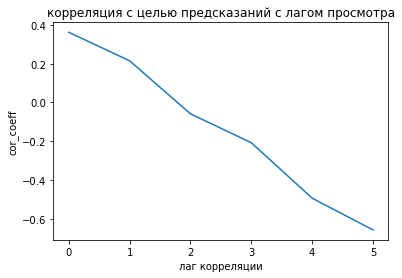 корреляция с целью предсказаний с лагом просмотра
0.4
0.2
0.0
−0.2
−0.4
−0.6
cor_coeff
0 1 2 3 4 5
лаг корреляции